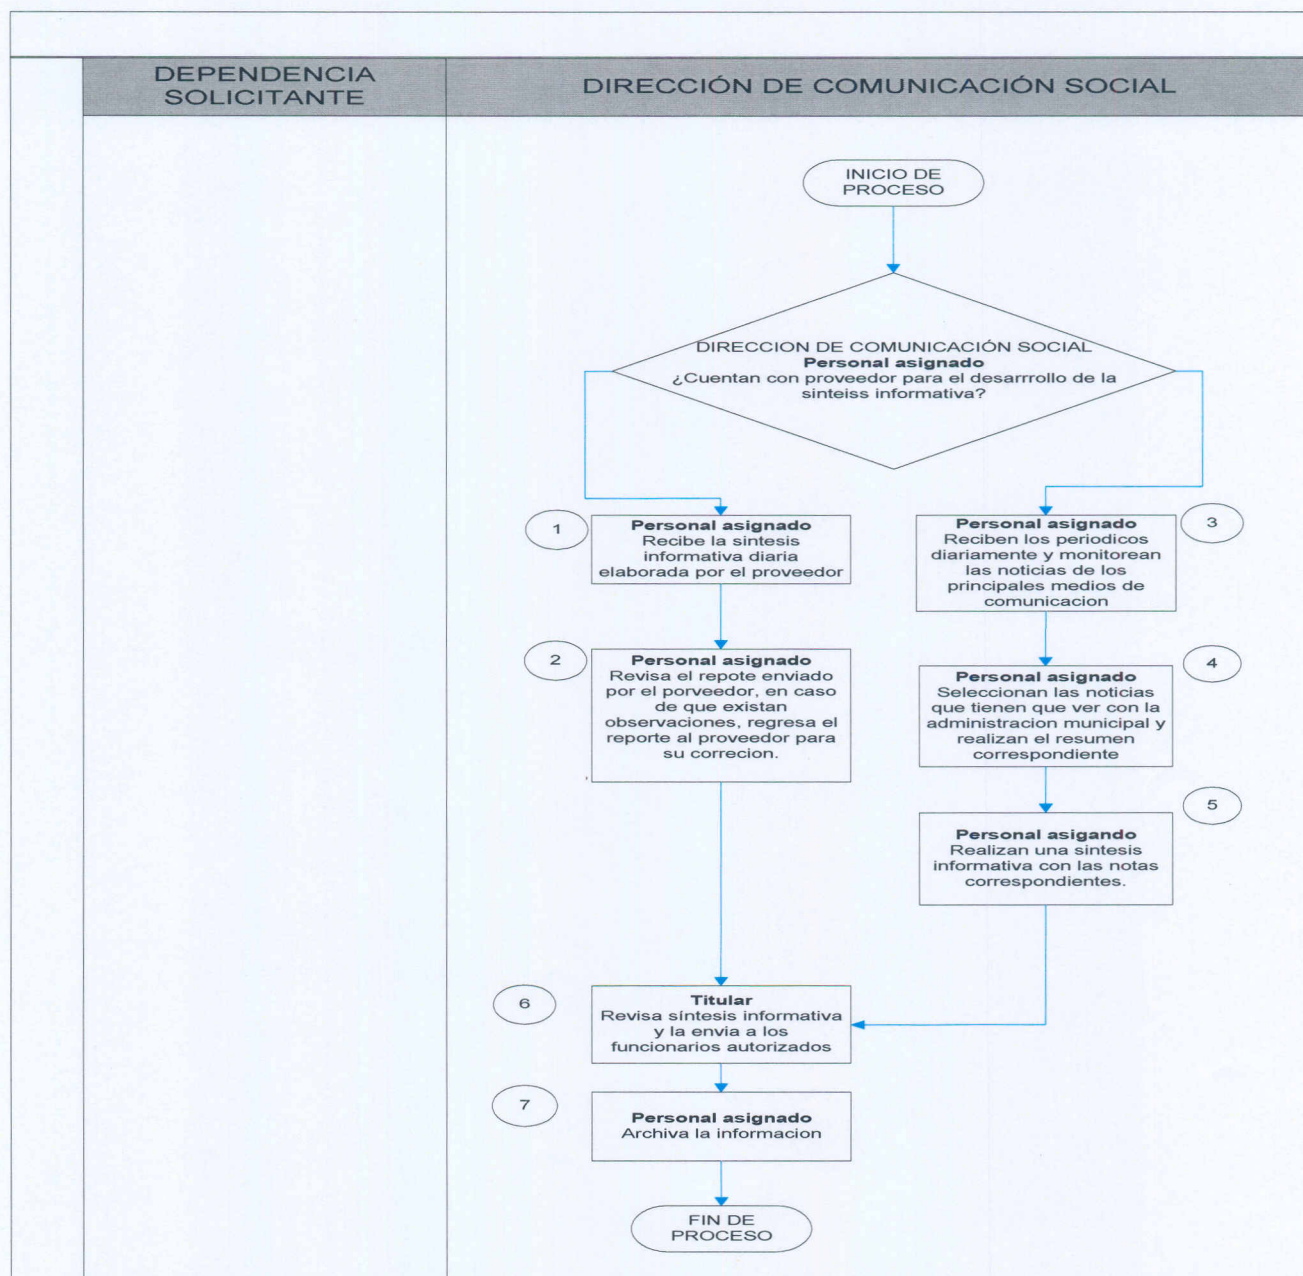 DEPENDENCIA
SOLICITANTE
DIRECCIÓN DE COMUNICACIÓN SOCIAL
INICIO DE
PROCESO
DIRECCION DE COMUNICACIÓN SOCIAL
Personal asignado
¿Cuentan con proveedor para el desarrrollo de la
sinteiss informativa?
1
Personal asignado
Recibe la sintesis
informativa diaria
elaborada por el proveedor
3
Personal asignado
Reciben los periodicos
diariamente y monitorean
las noticias de los
principales medios de
comunicacion
2
Personal asignado
Revisa el repote enviado
por el porveedor, en caso
de que existan
observaciones, regresa el
reporte al proveedor para
su correcion.
4
Personal asignado
Seleccionan las noticias
que tienen que ver con la
administracion municipal y
realizan el resumen
correspondiente
5
Personal asigando
Realizan una sintesis
informativa con las notas
correspondientes.
6
Titular
Revisa síntesis informativa
y la envia a los
funcionarios autorizados
7
Personal asignado
Archiva la informacion
FIN DE
PROCESO